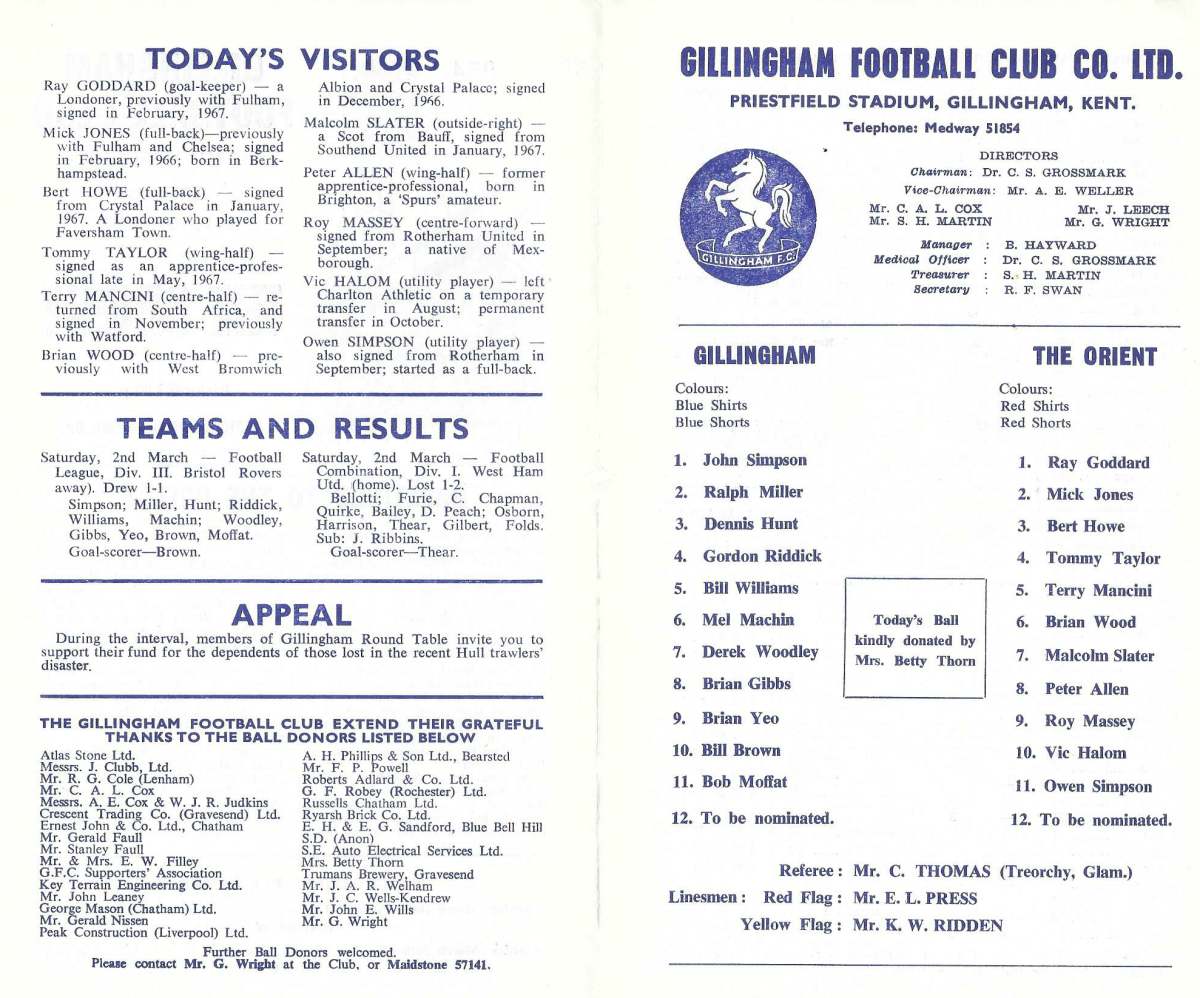 TODAY'S VISITORS
Ray GODDARD (goal-keeper) — a
Londoner, previously with Fulham,
signed in February, 1967.
Mick JONES (full-back)—previously
with Fulham and Chelsea; signed
in February, 1966; born in Berk-
hampstead.
Bert HOWE (full-back) — signed
from Crystal Palace in January,
1967. A Londoner who played for
Faversham Town.
Tommy TAYLOR (wing-half) —
signed as an apprentice-profes-
sional late in May, 1967.
Terry MANCINI (centre-half) — re-
turned from South Africa, and
signed in November; previously
with Watford.
Brian WOOD (centre-half) — pre-
viously with West Bromwich
Albion and Crystal Palace; signed
in December, 1966.
Malcolm SLATER (outside-right) —
a Scot from Bauff, signed from
Southend United in January, 1967.
Peter ALLEN (wing-half) — former
apprentice-professional, born in
Brighton, a 'Spurs' amateur.
Roy MASSEY (centre-forward) —
signed from Rotherham United in
September; a native of Mex-
borough.
Vic HALOM (utility player) — left
Charlton Athletic on a temporary
transfer in August; permanent
transfer in October.
Owen SIMPSON (utility player) —
also signed from Rotherham in
September; started as a full-back.
TEAMS AND RESULTS
Saturday, 2nd March — Football
League, Div. III. Bristol Rovers
away). Drew 1-1.
Simpson; Miller, Hunt; Riddick,
Williams, Machin; Woodley,
Gibbs, Yeo, Brown, Moffat.
Goal-scorer—Brown.
Saturday, 2nd March — Football
Combination, Div. I. West Ham
Utd. (home). Lost 1-2.
Bellotti; Furie, C. Chapman,
Quirke, Bailey, D. Peach; Osborn,
Harrison, Thear, Gilbert, Folds.
Sub: J. Ribbins.
Goal-scorer—Thear.
APPEAL
During the interval, members of Gillingham Round Table invite you to
support their fund for the dependents of those lost in the recent Hull trawlers'
disaster.
THE GILLINGHAM FOOTBALL CLUB EXTEND THEIR GRATEFUL
THANKS TO THE BALL DONORS LISTED BELOW
Atlas Stone Ltd.
Messrs. J. Clubb, Ltd.
Mr. R. G. Cole (Lenham)
Mr. C. A. L. Cox
Messrs. A. E. Cox & W. J. R. Judkins
Crescent Trading Co. (Gravesend) Ltd.
Ernest John & Co. Ltd., Chatham
Mr. Gerald Faull
Mr. Stanley Faull
Mr. & Mrs. E. W. Filley
G.F.C. Supporters' Association
Key Terrain Engineering Co. Ltd.
Mr. John Leaney
George Mason (Chatham) Ltd.
Mr. Gerald Nissen
Peak Construction (Liverpool) Ltd.
A. H. Phillips & Son Ltd., Bearsted
Mr. F. P. Powell
Roberts Adlard & Co. Ltd.
G. F. Robey (Rochester) Ltd.
Russells Chatham Ltd.
Ryarsh Brick Co. Ltd.
E. H. & E. G. Sandford, Blue Bell Hill
S.D. (Anon)
S.E. Auto Electrical Services Ltd.
Mrs. Betty Thorn
Trumans Brewery, Gravesend
Mr. J. A. R. Welham
Mr. J. C. Wells-Kendrew
Mr. John E. Wills
Mr. G. Wright
Further Ball Donors welcomed.
Please contact Mr. G. Wright at the Club, or Maidstone 57141.
GILLINGHAM FOOTBALL CLUB CO. LTD.
PRIESTFIELD STADIUM, GILLINGHAM, KENT.
Telephone: Medway 51854
GILLINGHAM F.C.
DIRECTORS
Chairman: Dr. C. S. GROSSMARK
Vice-Chairman: Mr. A. E. WELLER
Mr. C. A. L. COX Mr. J. LEECH
Mr. S. H. MARTIN Mr. G. WRIGHT
Manager : B. HAYWARD
Medical Officer : Dr. C. S. GROSSMARK
Treasurer : S. H. MARTIN
Secretary : R. F. SWAN
GILLINGHAM
Colours:
Blue Shirts
Blue Shorts
1. John Simpson
2. Ralph Miller
3. Dennis Hunt
4. Gordon Riddick
5. Bill Williams
6. Mel Machin
7. Derek Woodley
8. Brian Gibbs
9. Brian Yeo
10. Bill Brown
11. Bob Moffat
12. To be nominated.
Today's Ball
kindly donated by
Mrs. Betty Thorn
THE ORIENT
Colours:
Red Shirts
Red Shorts
1. Ray Goddard
2. Mick Jones
3. Bert Howe
4. Tommy Taylor
5. Terry Mancini
6. Brian Wood
7. Malcolm Slater
8. Peter Allen
9. Roy Massey
10. Vic Halom
11. Owen Simpson
12. To be nominated.
Referee : Mr. C. THOMAS (Treorchy, Glam.)
Linesmen : Red Flag : Mr. E. L. PRESS
Yellow Flag : Mr. K. W. RIDDEN